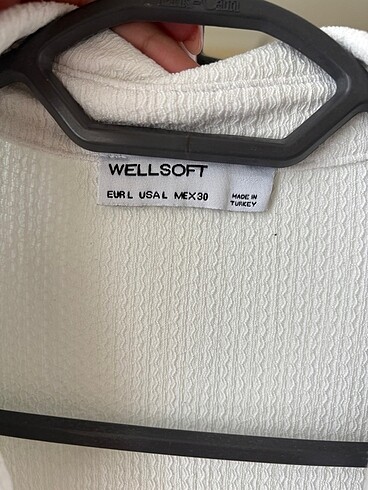 WELLSOFT
EUR L USA L MEX 30
MADE IN
TURKEY